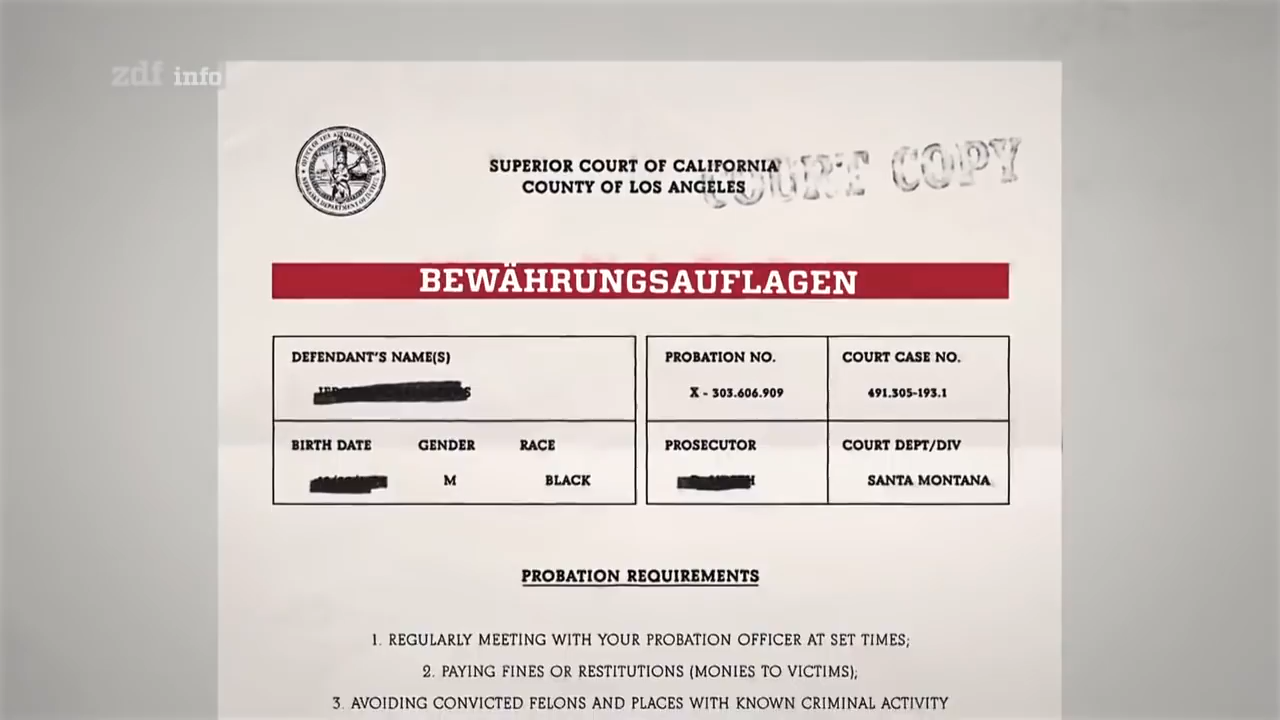 zdf info
SUPERIOR COURT OF CALIFORNIA
COUNTY OF LOS ANGELES
COURT COPY
BEWÄHRUNGSAUFLAGEN
DEFENDANT'S NAME(S)
PROBATION NO.
COURT CASE NO.
X - 303.606.909
491.305-193.1
BIRTH DATE
GENDER
RACE
PROSECUTOR
COURT DEPT/DIV
M
BLACK
SANTA MONTANA
PROBATION REQUIREMENTS
1. REGULARLY MEETING WITH YOUR PROBATION OFFICER AT SET TIMES;
2. PAYING FINES OR RESTITUTIONS (MONIES TO VICTIMS);
3. AVOIDING CONVICTED FELONS AND PLACES WITH KNOWN CRIMINAL ACTIVITY